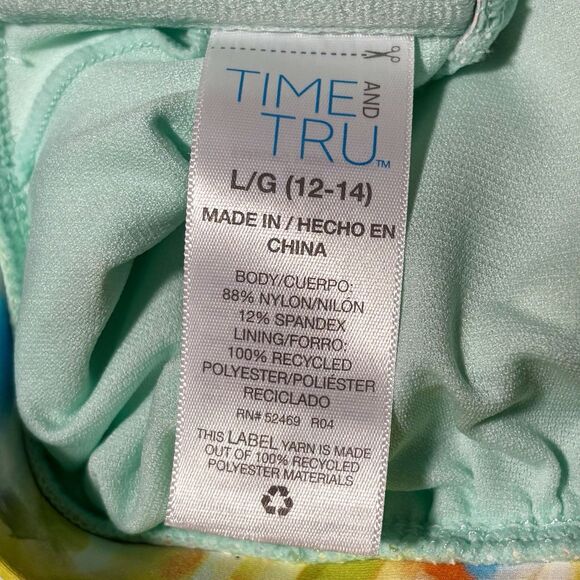 TIME AND
TRU™
L/G (12-14)
MADE IN / HECHO EN
CHINA
BODY/CUERPO:
88% NYLON/NILÓN
12% SPANDEX
LINING/FORRO:
100% RECYCLED
POLYESTER/POLIÉSTER
RECICLADO
RN# 52469 R04
THIS LABEL YARN IS MADE
OUT OF 100% RECYCLED
POLYESTER MATERIALS